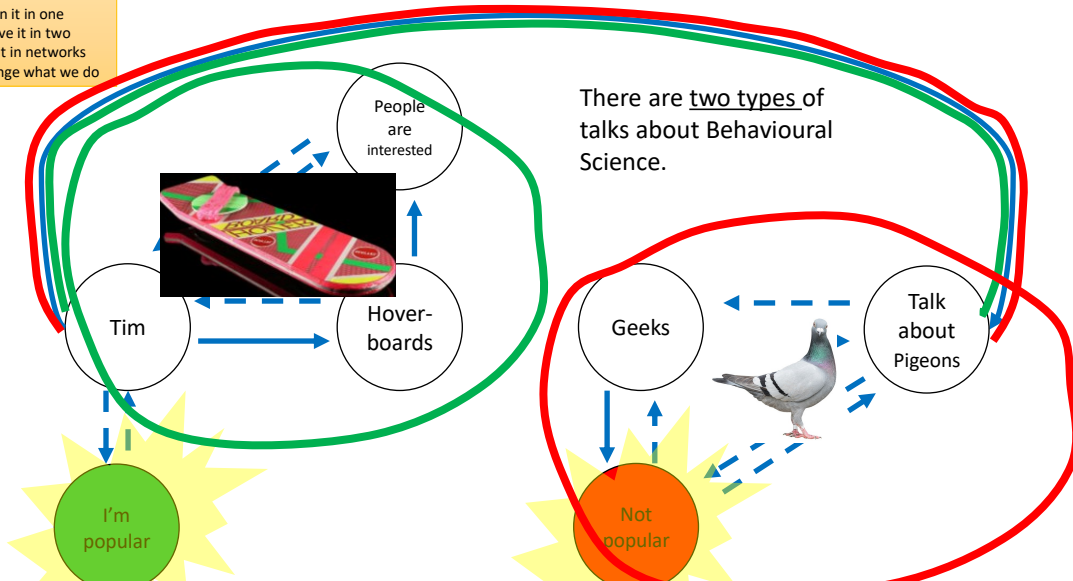 n it in one
ve it in two
t in networks
nge what we do
People
are
interested
There are two types of
talks about Behavioural
Science.
Tim
Hover-
boards
Geeks
Talk
about
Pigeons
I'm
popular
Not
popular